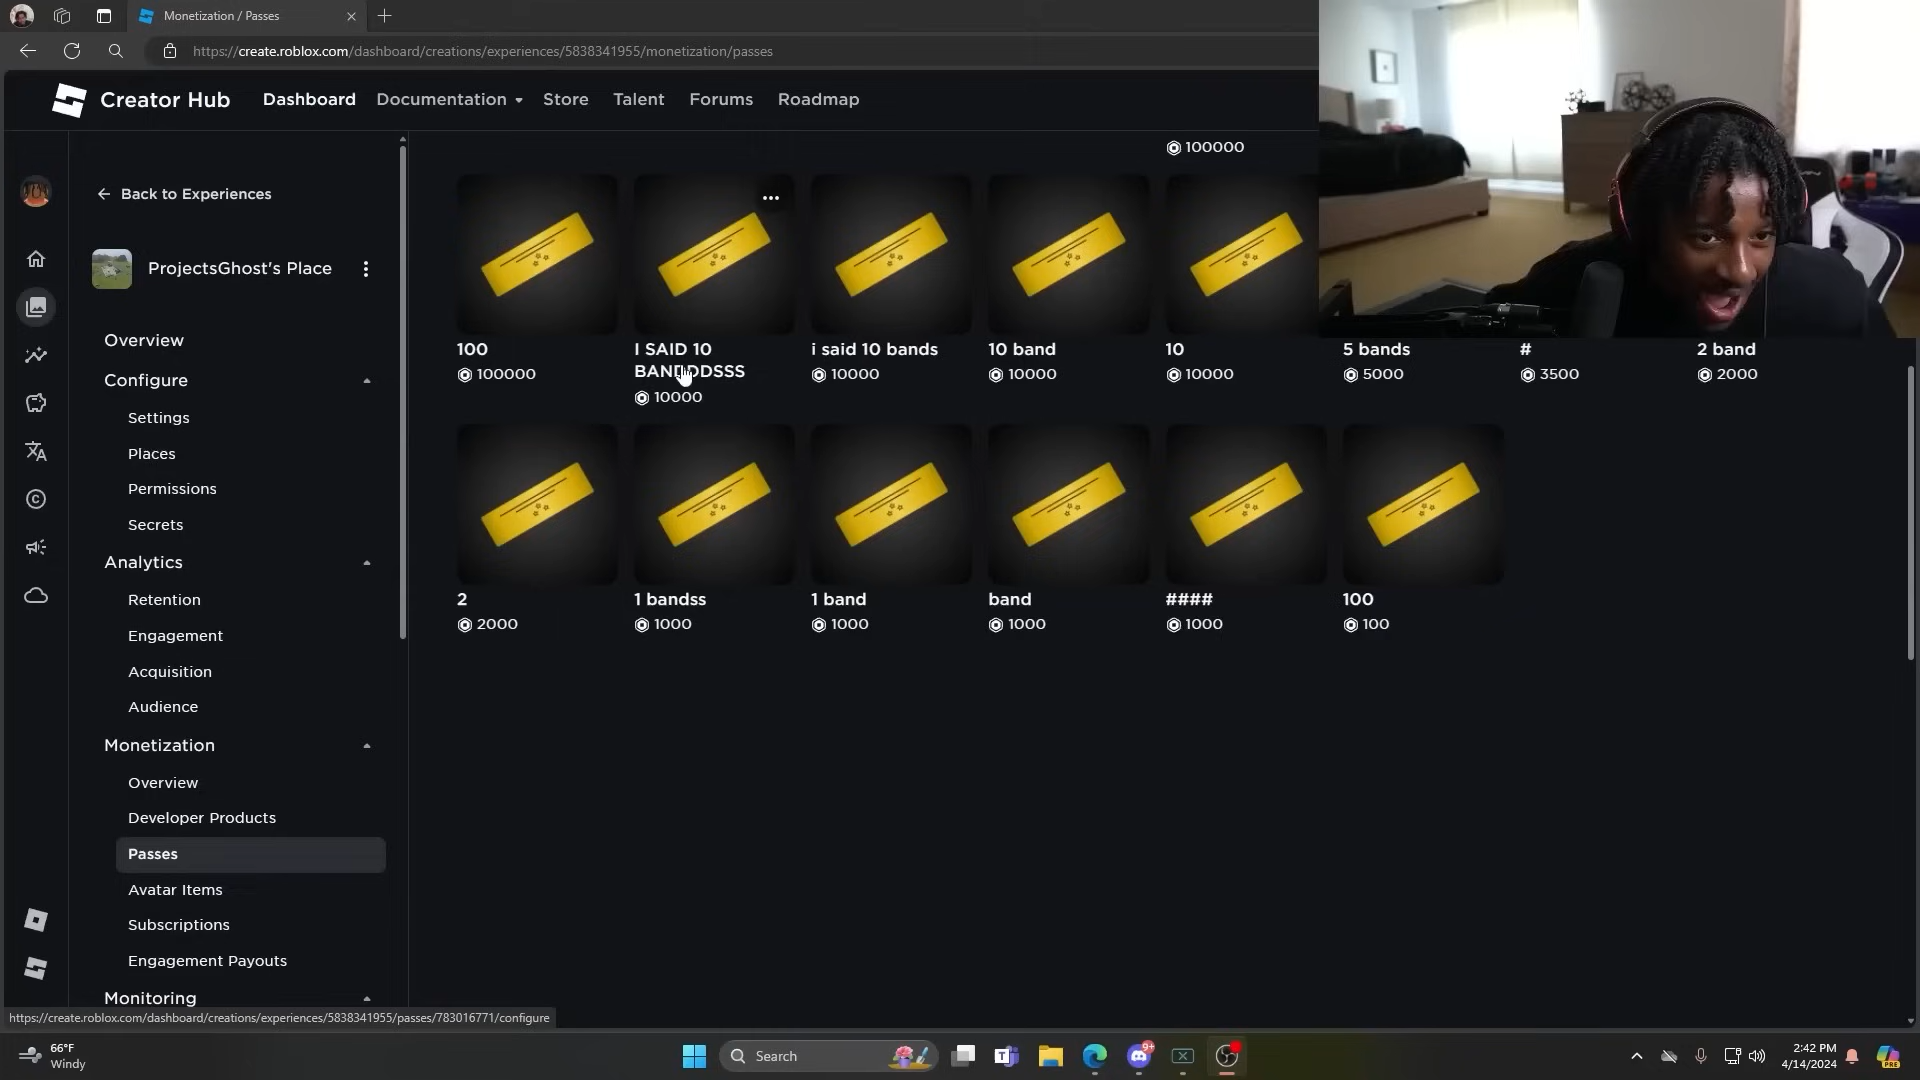 Monetization / Passes
https://create.roblox.com/dashboard/creations/experiences/5838341955/monetization/passes
Creator Hub
Dashboard
Documentation
Store
Talent
Forums
Roadmap
Back to Experiences
ProjectsGhost's Place
Overview
Configure
Settings
Places
Permissions
Secrets
Analytics
Retention
Engagement
Acquisition
Audience
Monetization
Overview
Developer Products
Passes
Avatar Items
Subscriptions
Engagement Payouts
Monitoring
100000
100
100000
I SAID 10
BANDDDSSS
10000
i said 10 bands
10000
10 band
10000
10
10000
5 bands
5000
#
3500
2 band
2000
2
2000
1 bandss
1000
1 band
1000
band
1000
####
1000
100
100
https://create.roblox.com/dashboard/creations/experiences/5838341955/passes/783016771/configure
66°F
Windy
Search
9+
2:42 PM
4/14/2024
PRE